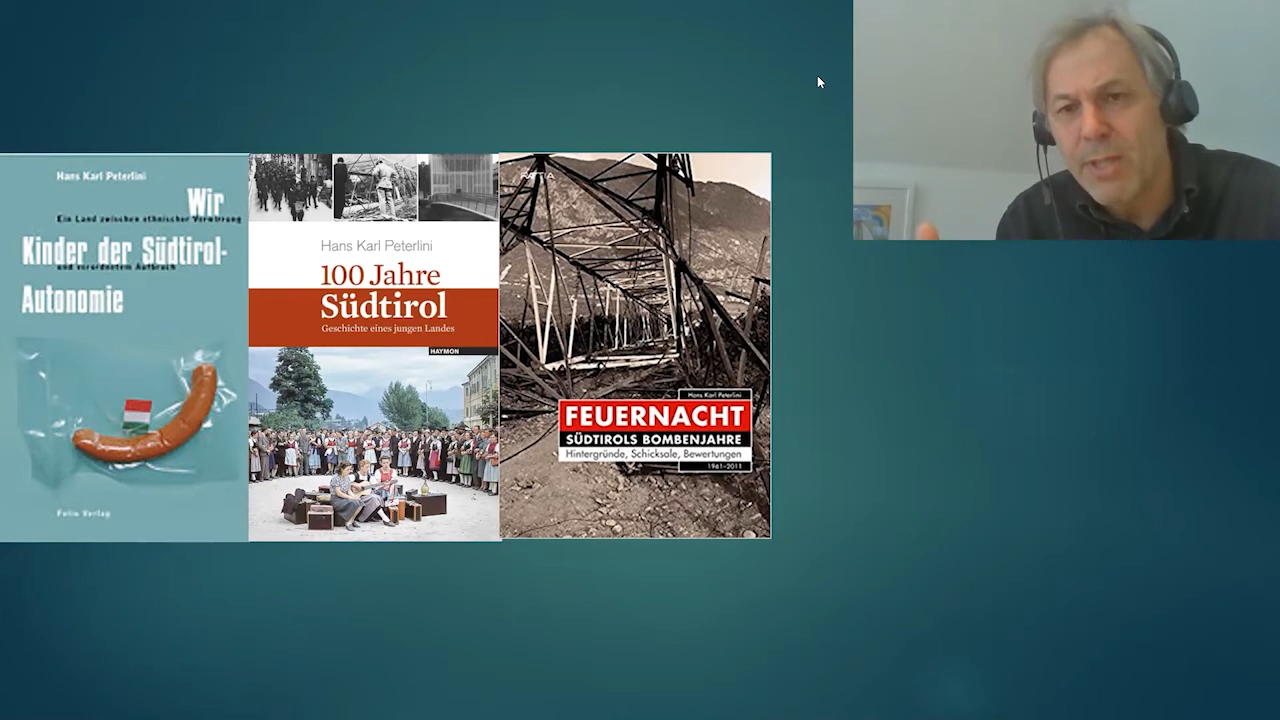 Hans Karl Peterlini
Wir
Ein Land zwischen ethnischer Verwirrung
Kinder der Südtirol-
und verordnetem Aufbruch
Autonomie
Folio Verlag
Hans Karl Peterlini
100 Jahre
Südtirol
Geschichte eines jungen Landes
HAYMON
RÆTIA
Hans Karl Peterlini
FEUERNACHT
SÜDTIROLS BOMBENJAHRE
Hintergründe, Schicksale, Bewertungen
1961–2011